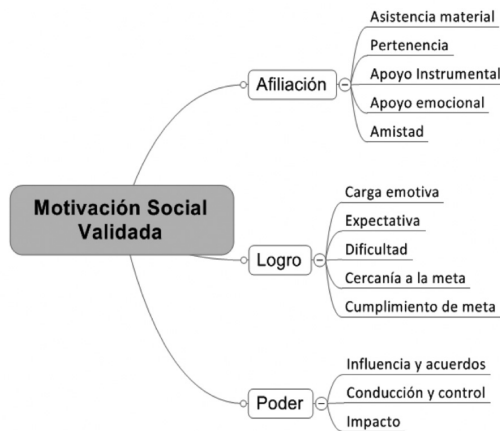 Motivación Social
Validada
Afiliación
Asistencia material
Pertenencia
Apoyo Instrumental
Apoyo emocional
Amistad
Logro
Carga emotiva
Expectativa
Dificultad
Cercanía a la meta
Cumplimiento de meta
Poder
Influencia y acuerdos
Conducción y control
Impacto